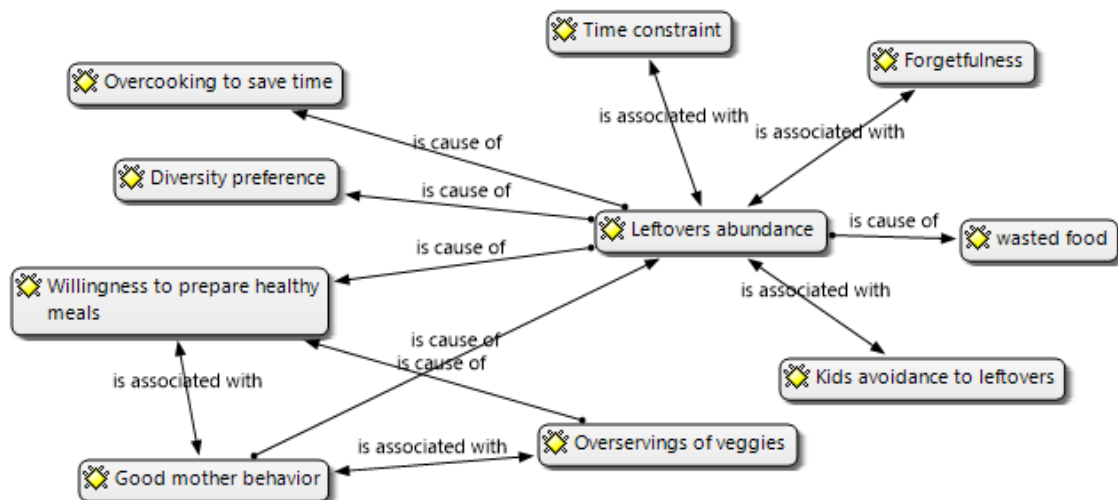 Time constraint
Forgetfulness
Overcooking to save time
is associated with
is associated with
is cause of
Diversity preference
is cause of
Leftovers abundance
is cause of
wasted food
is cause of
Willingness to prepare healthy
meals
is associated with
is cause of
is cause of
is associated with
Kids avoidance to leftovers
is associated with
Overservings of veggies
Good mother behavior